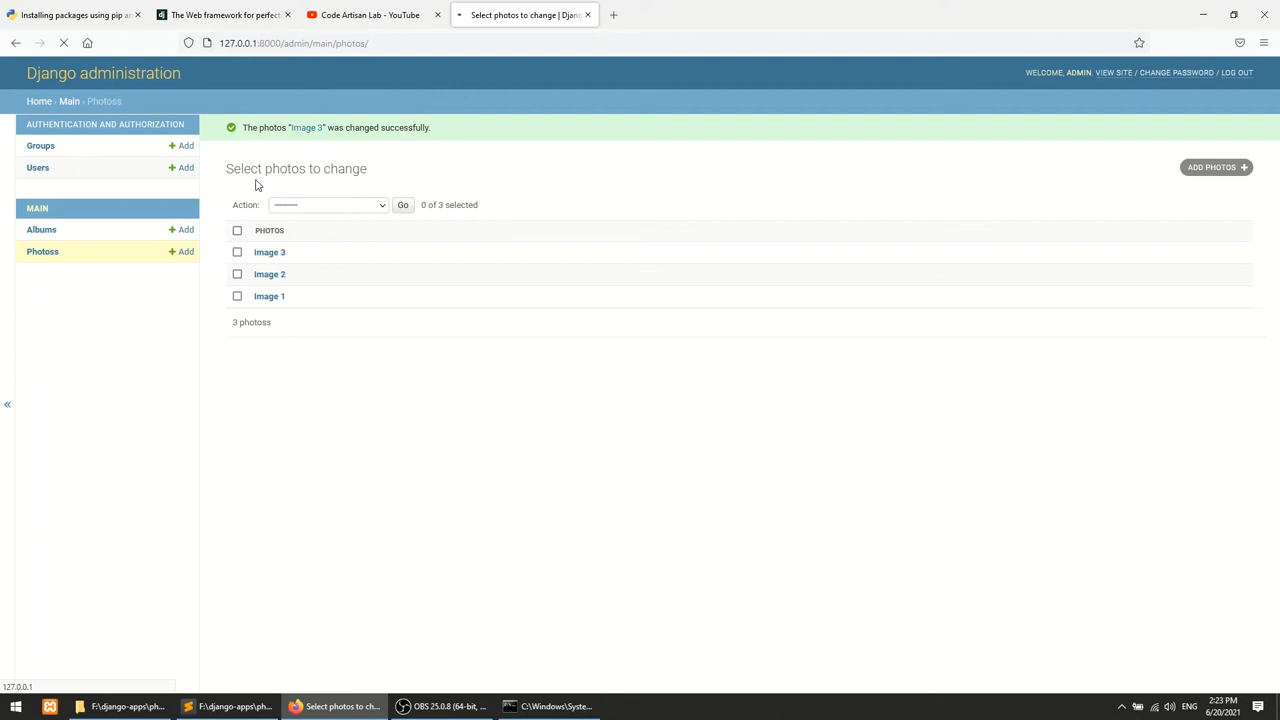 Installing packages using pip an
The Web framework for perfect
Code Artisan Lab - YouTube
Select photos to change | Djang
127.0.0.1:8000/admin/main/photos/
Django administration
WELCOME, ADMIN. VIEW SITE / CHANGE PASSWORD / LOG OUT
Home › Main › Photoss
AUTHENTICATION AND AUTHORIZATION
Groups
+ Add
Users
+ Add
MAIN
Albums
+ Add
Photoss
+ Add
«
The photos “Image 3” was changed successfully.
Select photos to change
ADD PHOTOS +
Action: --------- Go 0 of 3 selected
PHOTOS
Image 3
Image 2
Image 1
3 photoss
127.0.0.1
F:\django-apps\ph...
F:\django-apps\ph...
Select photos to ch...
OBS 25.0.8 (64-bit, ...
C:\Windows\Syste...
2:23 PM
6/20/2021